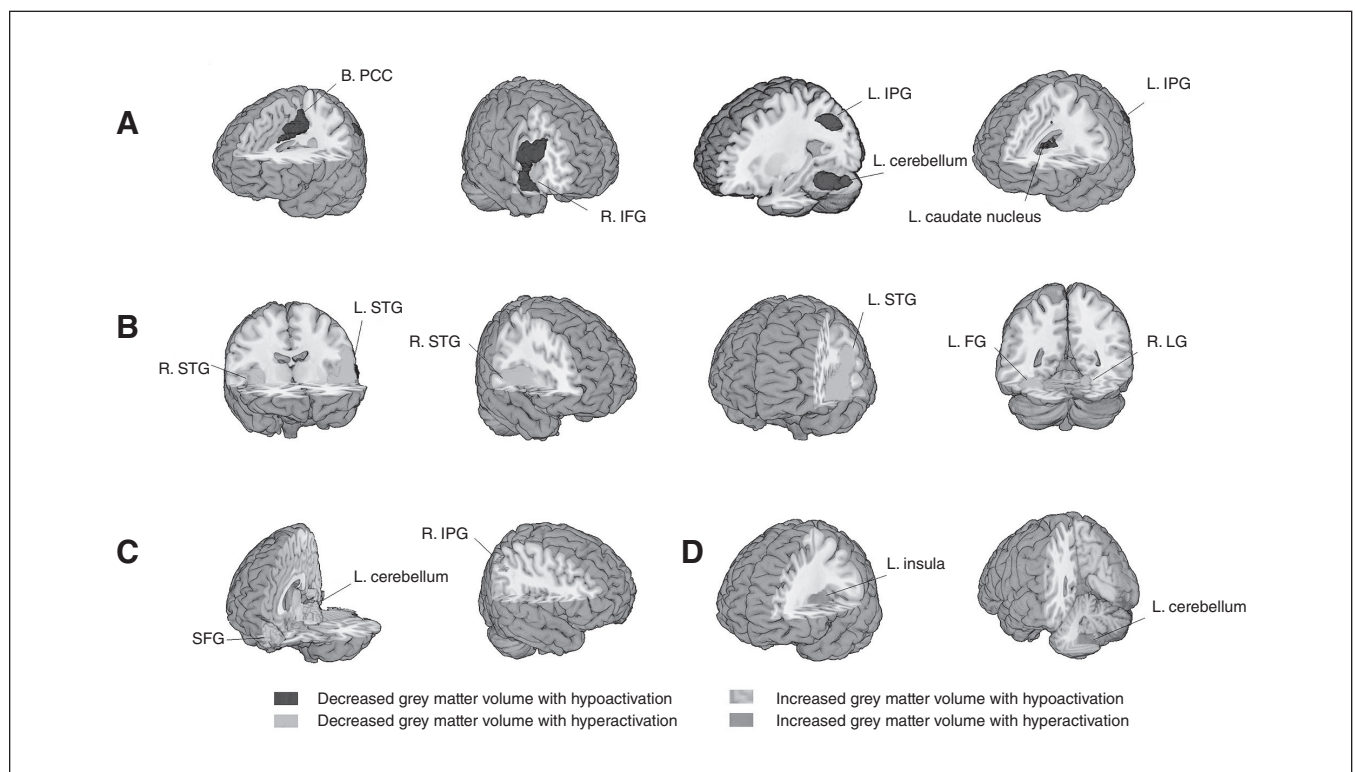 A
B. PCC
R. IFG
L. IPG
L. cerebellum
L. IPG
L. caudate nucleus
B
R. STG
L. STG
R. STG
L. STG
L. FG
R. LG
C
SFG
L. cerebellum
R. IPG
D
L. insula
L. cerebellum
Decreased grey matter volume with hypoactivation
Decreased grey matter volume with hyperactivation
Increased grey matter volume with hypoactivation
Increased grey matter volume with hyperactivation